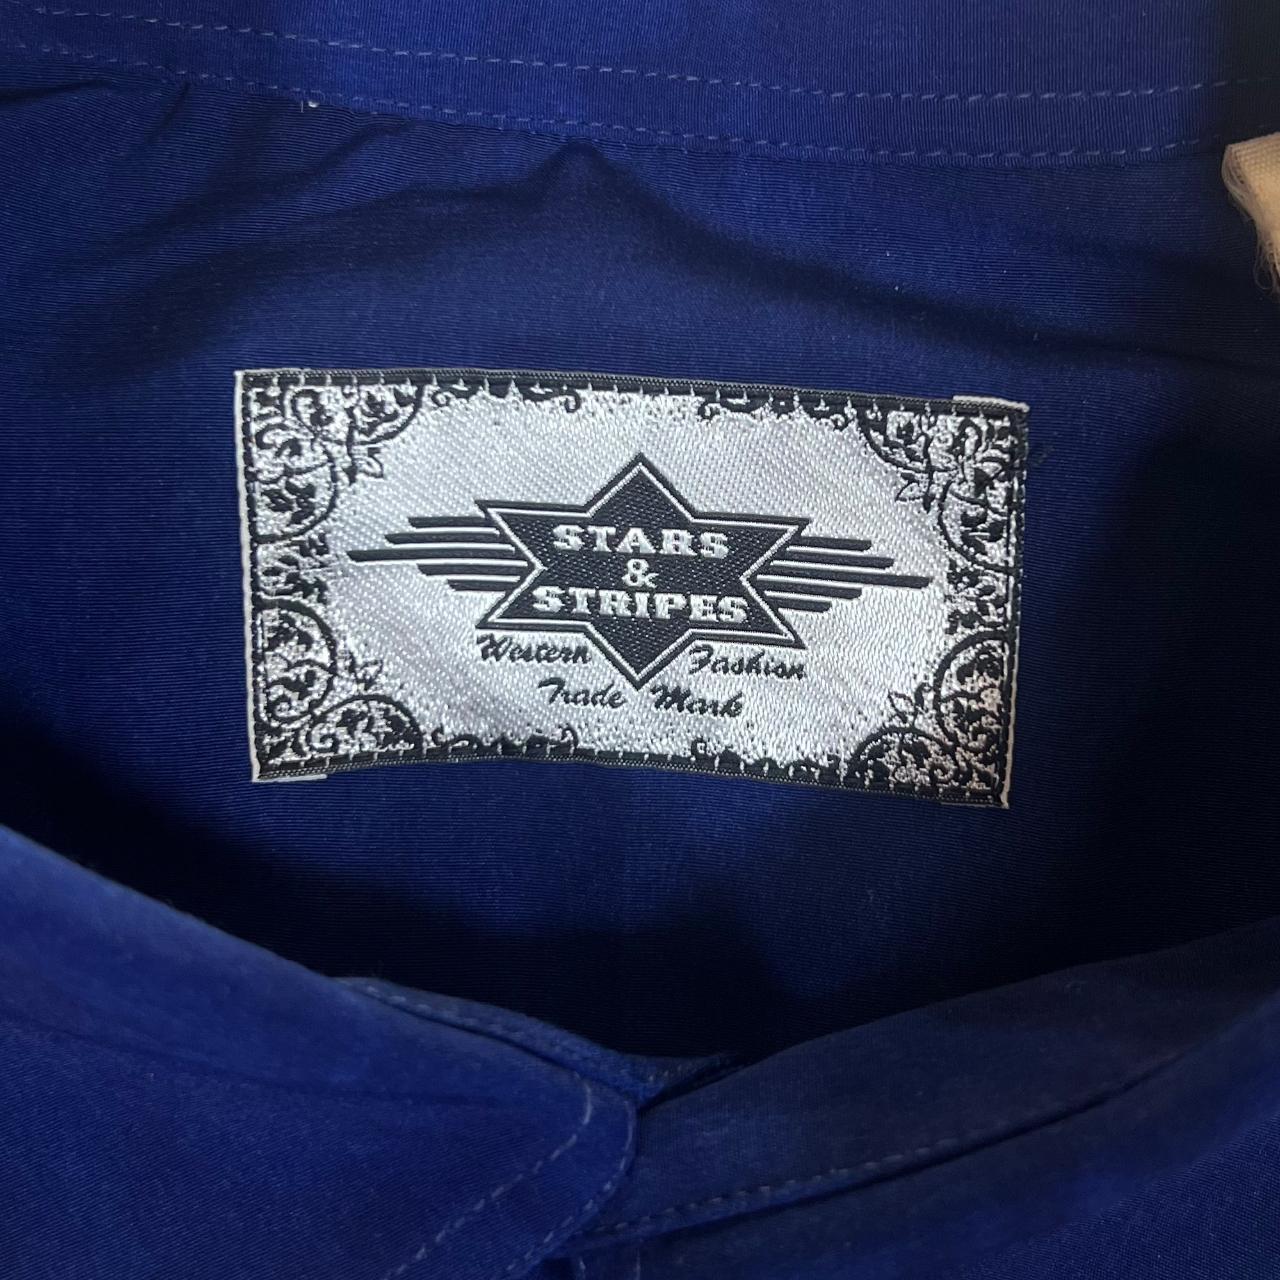 STARS
&
STRIPES
Western Fashion
Trade Mark